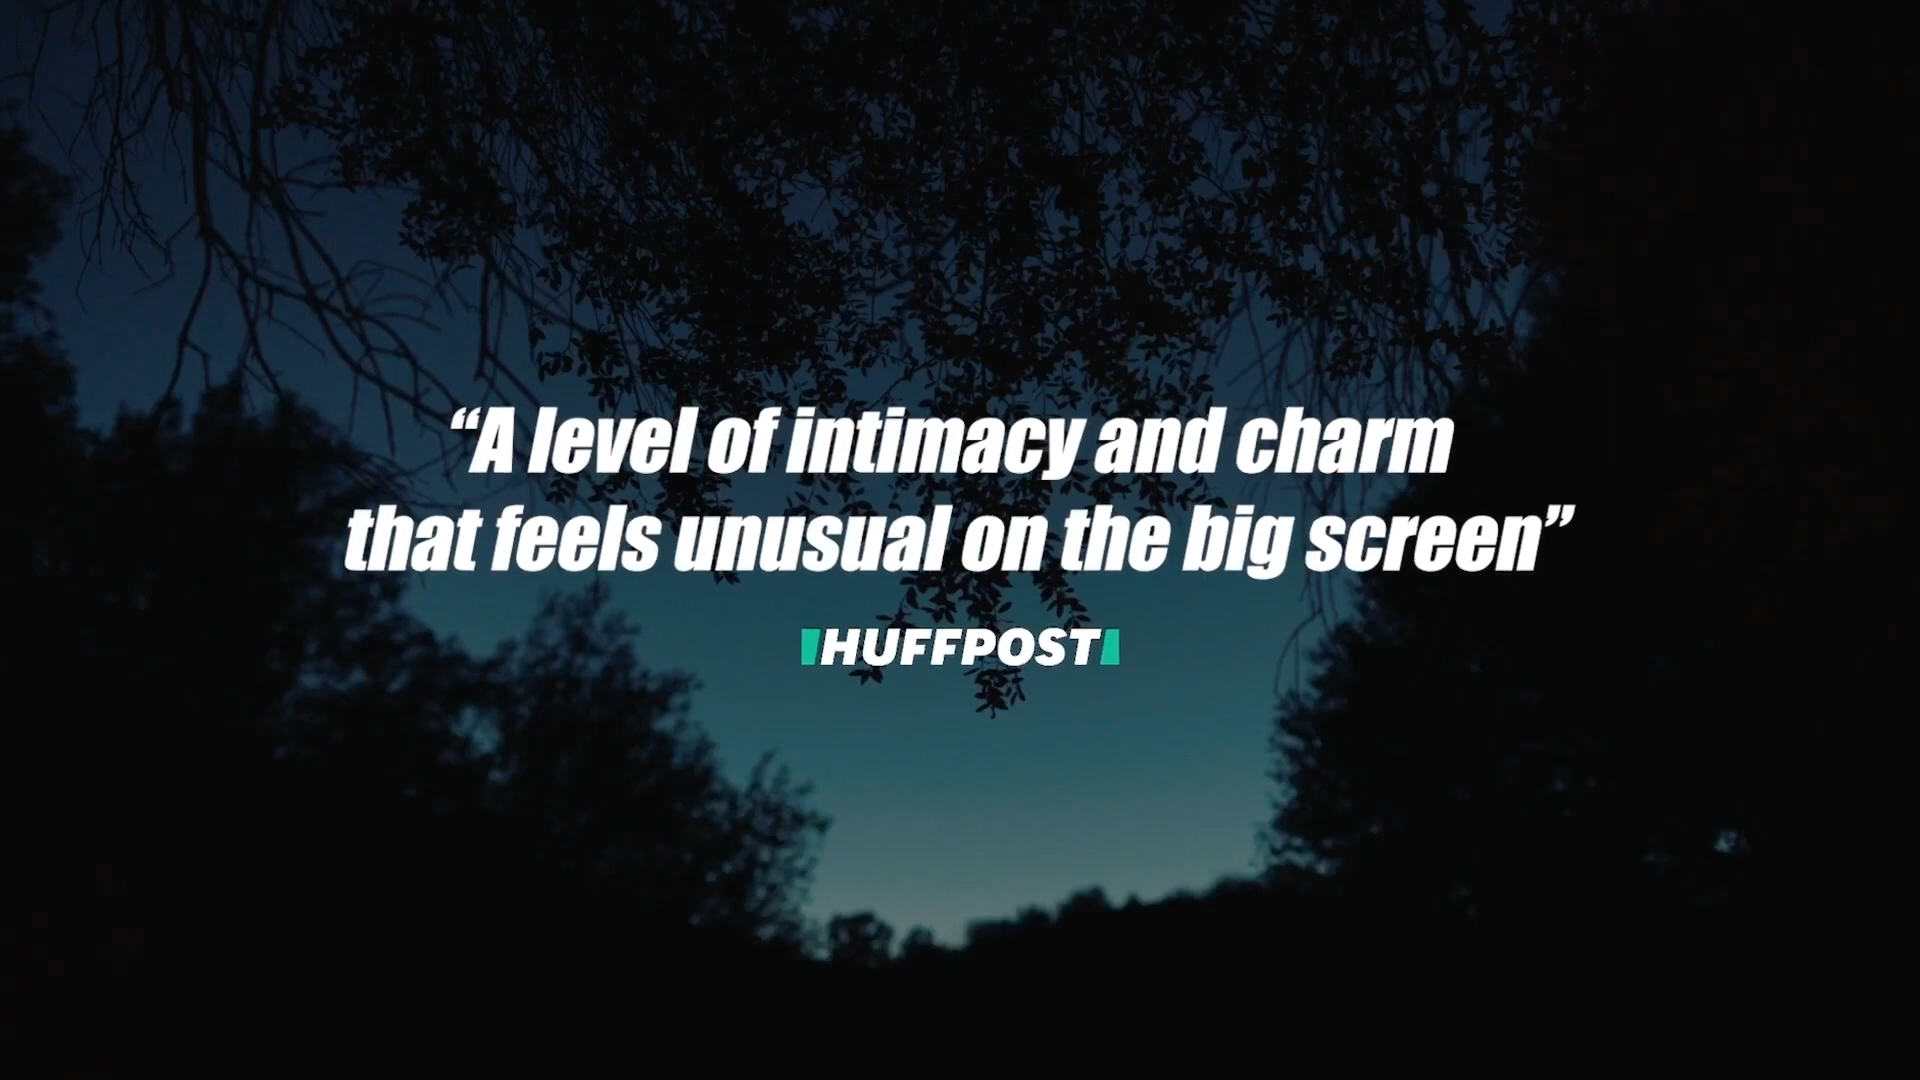 “A level of intimacy and charm
that feels unusual on the big screen”
HUFFPOST